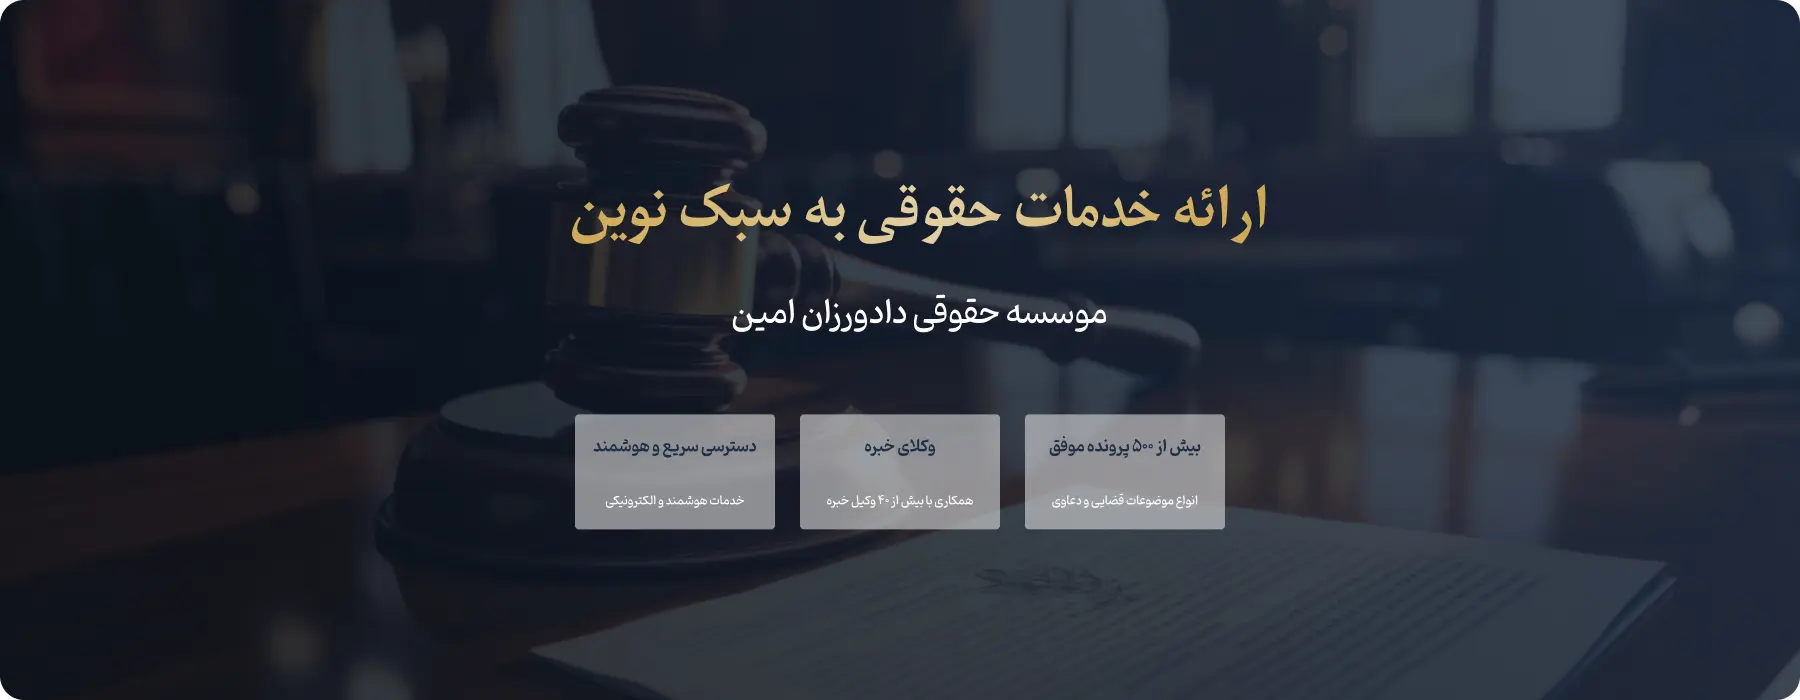 ارائه خدمات حقوقی به سبک نوین
موسسه حقوقی دادورزان امین
بیش از ۵۰۰ پرونده موفق
انواع موضوعات قضایی و دعاوی
وکلای خبره
همکاری با بیش از ۴۰ وکیل خبره
دسترسی سریع و هوشمند
خدمات هوشمند و الکترونیکی